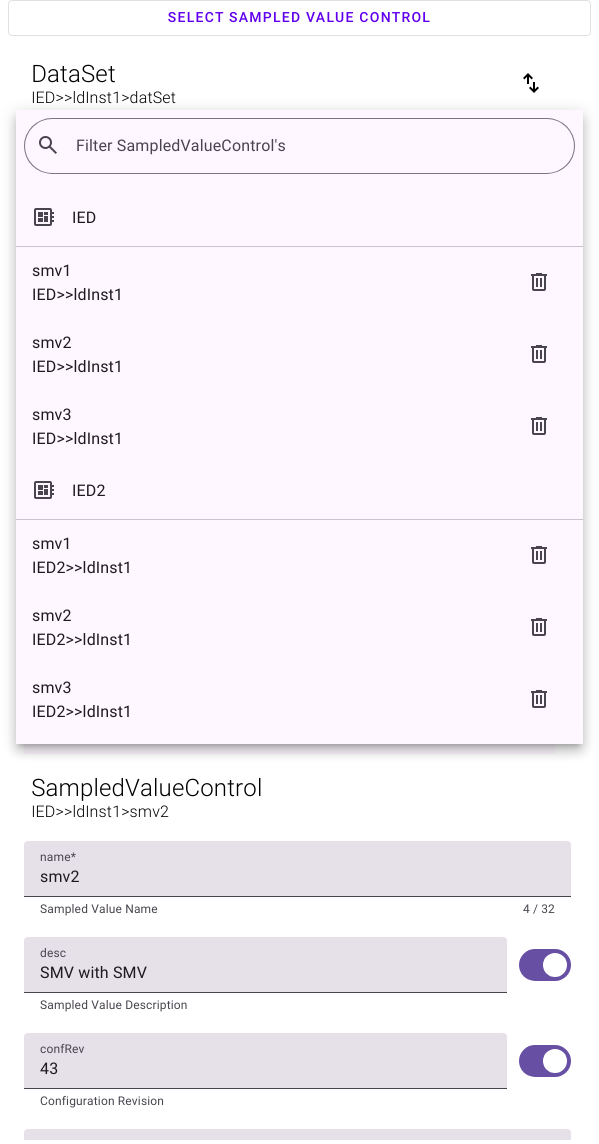 SELECT SAMPLED VALUE CONTROL
DataSet
IED>>ldInst1>datSet
Filter SampledValueControl's
IED
smv1
IED>>ldInst1
smv2
IED>>ldInst1
smv3
IED>>ldInst1
IED2
smv1
IED2>>ldInst1
smv2
IED2>>ldInst1
smv3
IED2>>ldInst1
SampledValueControl
IED>>ldInst1>smv2
name*
smv2
Sampled Value Name 4 / 32
desc
SMV with SMV
Sampled Value Description
confRev
43
Configuration Revision